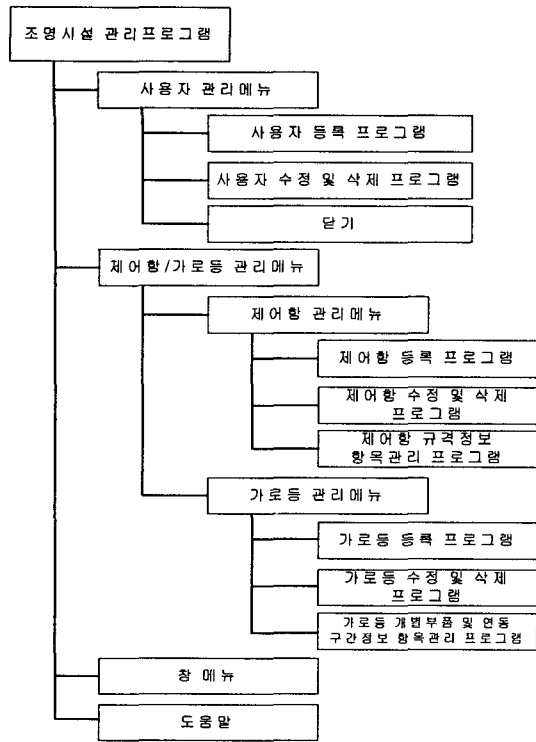 조명시설 관리프로그램
사용자 관리메뉴
사용자 등록 프로그램
사용자 수정 및 삭제 프로그램
닫기
제어함/가로등 관리메뉴
제어함 관리메뉴
제어함 등록 프로그램
제어함 수정 및 삭제
프로그램
제어함 규격정보
항목관리 프로그램
가로등 관리메뉴
가로등 등록 프로그램
가로등 수정 및 삭제
프로그램
가로등 개별부품 및 연동
구간정보 항목관리 프로그램
창 메뉴
도움말